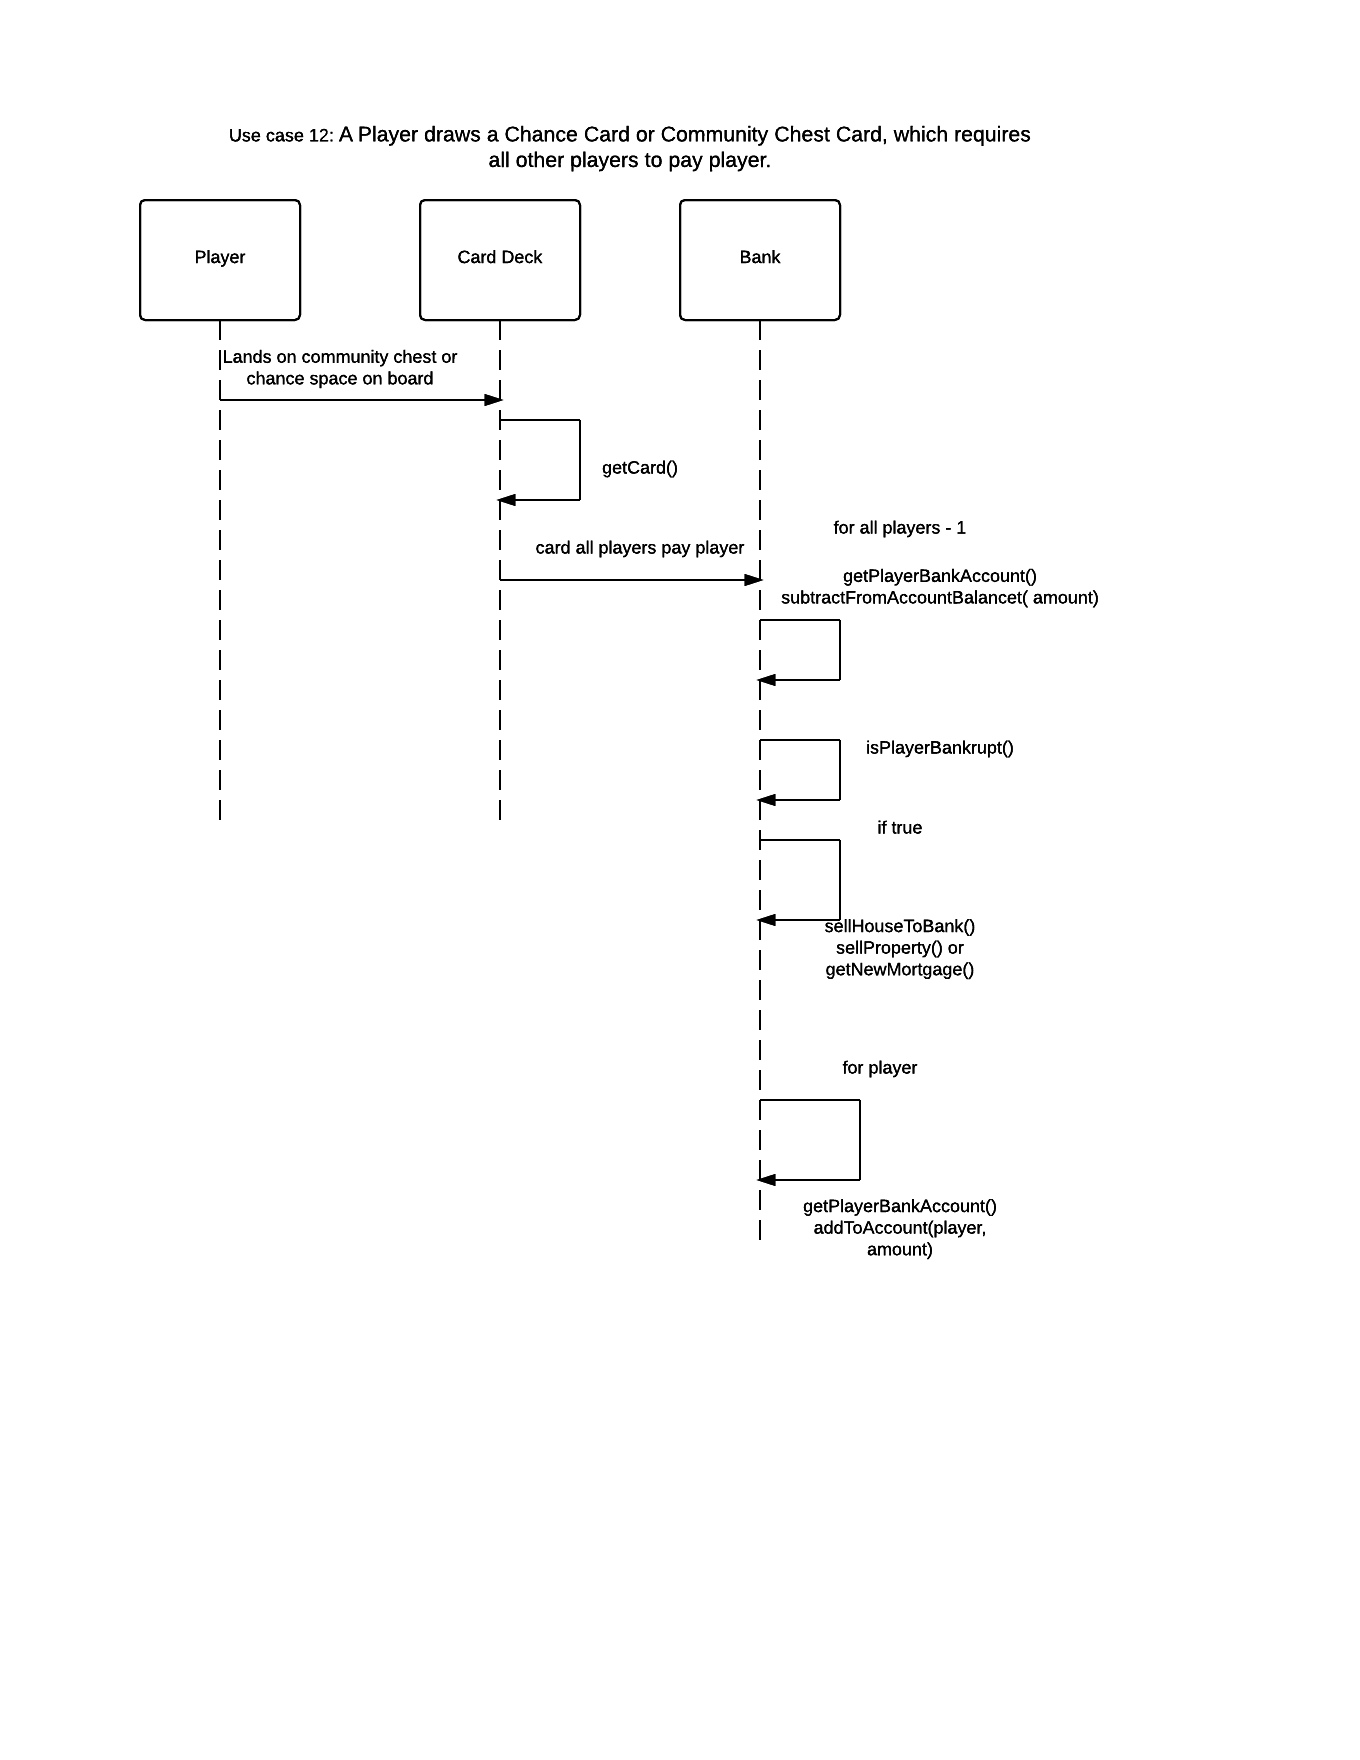 Use case 12: A Player draws a Chance Card or Community Chest Card, which requires
all other players to pay player.
Player
Card Deck
Bank
Lands on community chest or
chance space on board
getCard()
for all players - 1
card all players pay player
getPlayerBankAccount()
subtractFromAccountBalancet( amount)
isPlayerBankrupt()
if true
sellHouseToBank()
sellProperty() or
getNewMortgage()
for player
getPlayerBankAccount()
addToAccount(player,
amount)